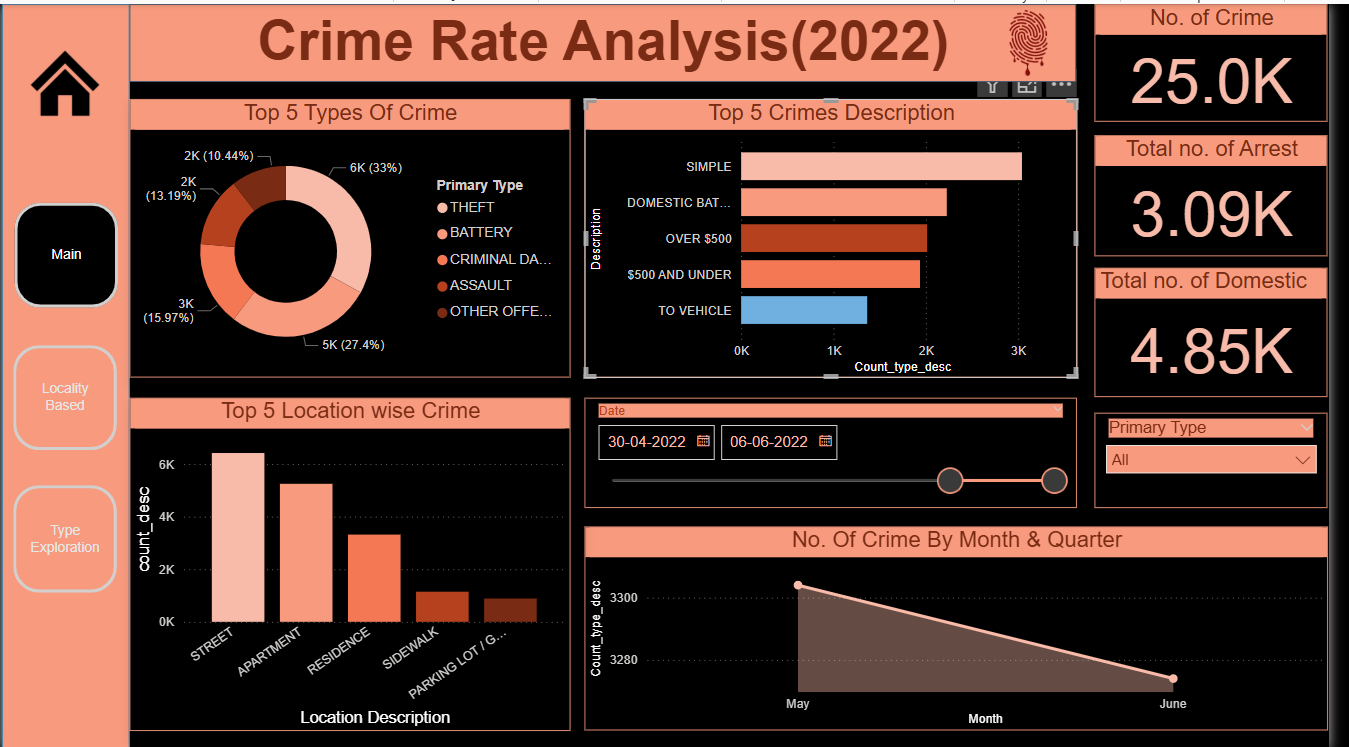 Crime Rate Analysis(2022)
Main
Locality
Based
Type
Exploration
Top 5 Types Of Crime
2K (10.44%)
6K (33%)
2K
(13.19%)
3K
(15.97%)
5K (27.4%)
Primary Type
THEFT
BATTERY
CRIMINAL DA...
ASSAULT
OTHER OFFE...
Top 5 Crimes Description
Description
SIMPLE
DOMESTIC BAT...
OVER $500
$500 AND UNDER
TO VEHICLE
0K
1K
2K
3K
Count_type_desc
No. of Crime
25.0K
Total no. of Arrest
3.09K
Total no. of Domestic
4.85K
Top 5 Location wise Crime
count_desc
6K
4K
2K
0K
STREET
APARTMENT
RESIDENCE
SIDEWALK
PARKING LOT / G...
Location Description
Date
30-04-2022
06-06-2022
Primary Type
All
No. Of Crime By Month & Quarter
Count_type_desc
3300
3280
May
June
Month